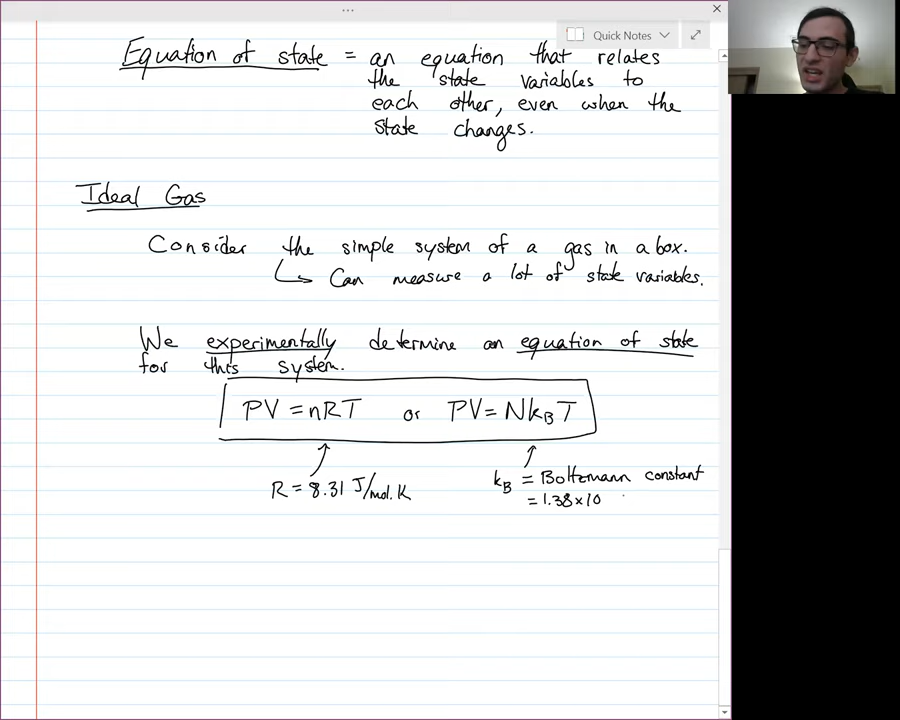 Quick Notes
Equation of state = an equation that relates
the state variables to
each other, even when the
state changes.
Ideal Gas
Consider the simple system of a gas in a box.
Can measure a lot of state variables.
We experimentally determine an equation of state
for this system.
PV = nRT or PV = Nk_BT
R = 8.31 J/mol.K
k_B = Boltzmann constant
= 1.38×10